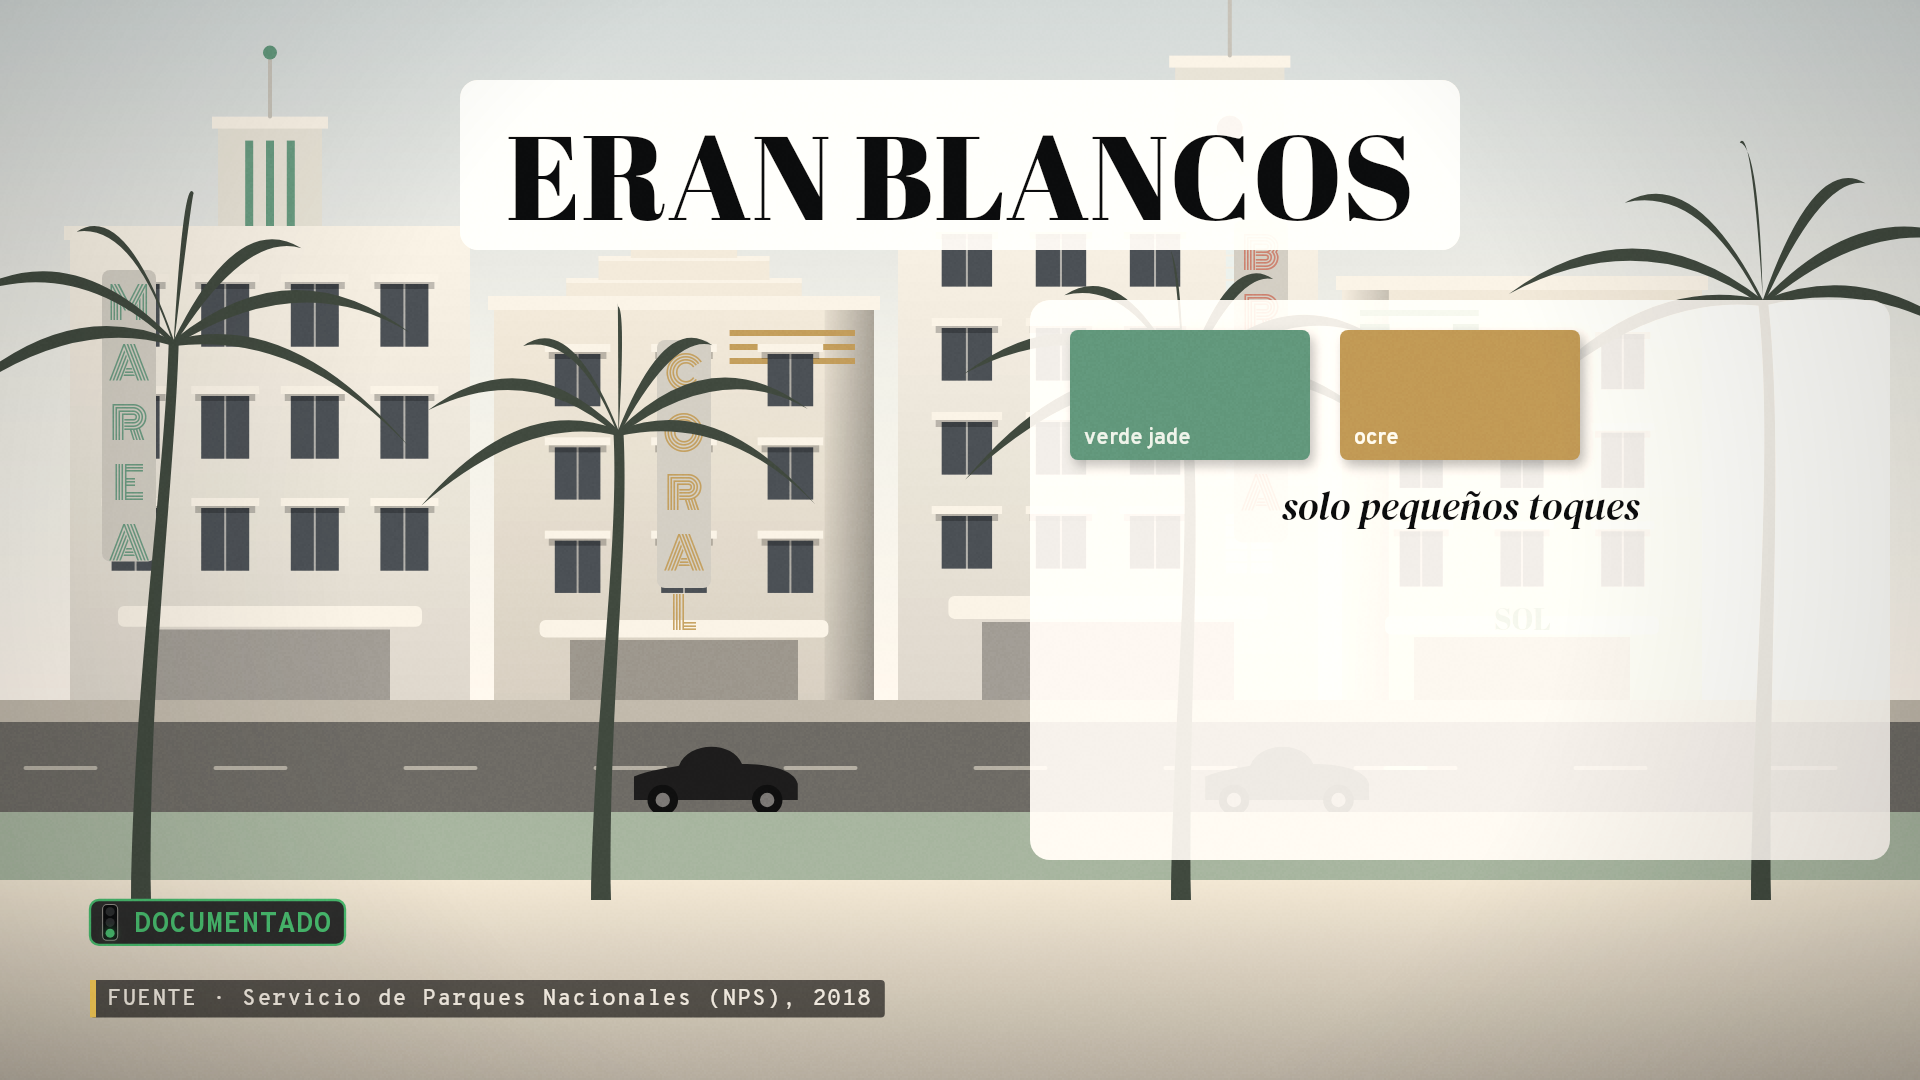 ERAN BLANCOS
MAREA
CORAL
verde jade
ocre
solo pequeños toques
SOL
DOCUMENTADO
FUENTE · Servicio de Parques Nacionales (NPS), 2018